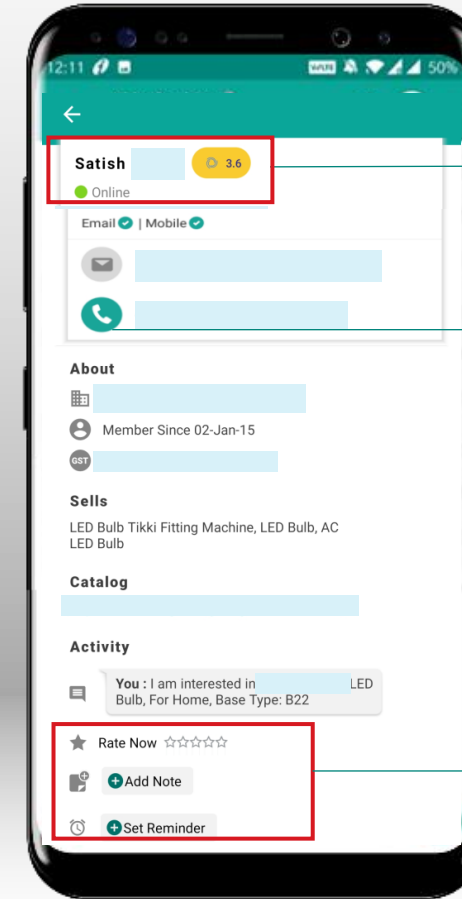 12:11 50%
Satish 3.6
Online
Email | Mobile
About
Member Since 02-Jan-15
GST
Sells
LED Bulb Tikki Fitting Machine, LED Bulb, AC
LED Bulb
Catalog
Activity
You : I am interested in LED
Bulb, For Home, Base Type: B22
Rate Now
Add Note
Set Reminder